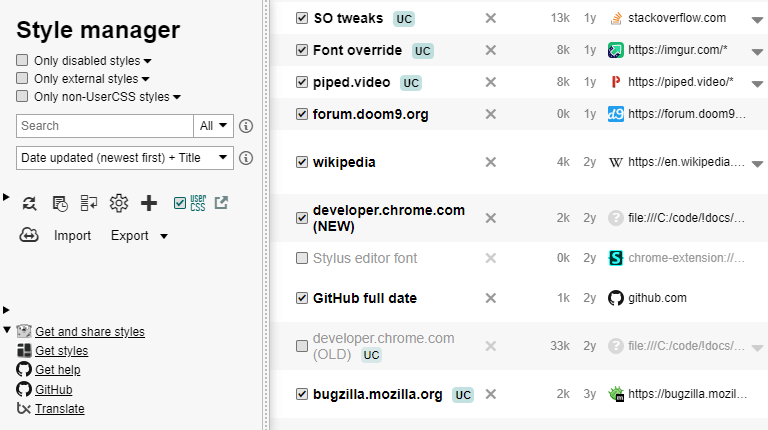 Style manager
Only disabled styles
Only external styles
Only non-UserCSS styles
Search
All
Date updated (newest first) + Title
USER CSS
Import
Export
Get and share styles
Get styles
Get help
GitHub
Translate
SO tweaks UC 13k 1y stackoverflow.com
Font override UC 8k 1y https://imgur.com/*
piped.video UC 8k 1y https://piped.video/*
forum.doom9.org 0k 1y d9 https://forum.doom9...
wikipedia 4k 2y W https://en.wikipedia....
developer.chrome.com
(NEW) 2k 2y ? file:///C:/code/!docs/...
Stylus editor font 0k 2y S chrome-extension://...
GitHub full date 1k 2y github.com
developer.chrome.com
(OLD) UC 33k 2y ? file:///C:/code/!docs/...
bugzilla.mozilla.org UC 2k 3y m https://bugzilla.mozil...